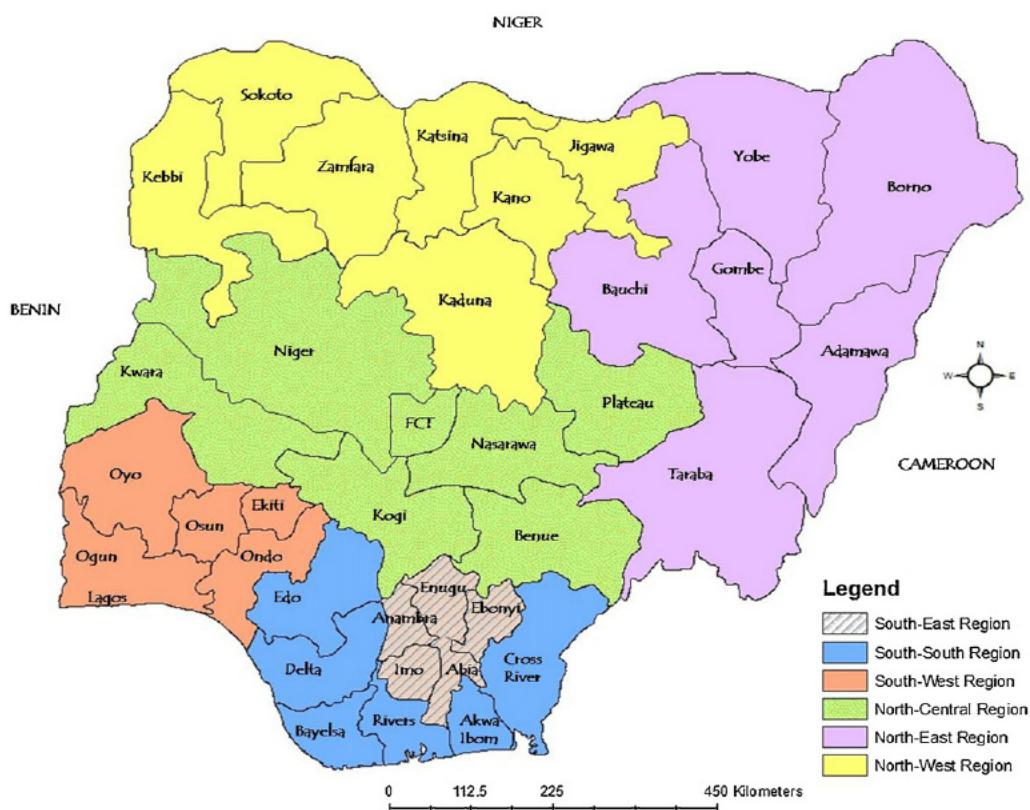 NIGER
Sokoto
Katsina
Jigawa
Zamfara
Yobe
Kebbi
Borno
Kano
Gombe
Bauchi
Kaduna
BENIN
Niger
Adamawa
N
W
E
S
Kwara
Plateau
FCT
Nasarawa
CAMEROON
Oyo
Taraba
Ekiti
Kogi
Osun
Benue
Ogun
Ondo
Lagos
Edo
Enugu
Ebonyi
Anambra
Delta
Imo
Abia
Cross
River
Rivers
Akwa
Ibom
Bayelsa
Legend
South-East Region
South-South Region
South-West Region
North-Central Region
North-East Region
North-West Region
0 112.5 225 450 Kilometers